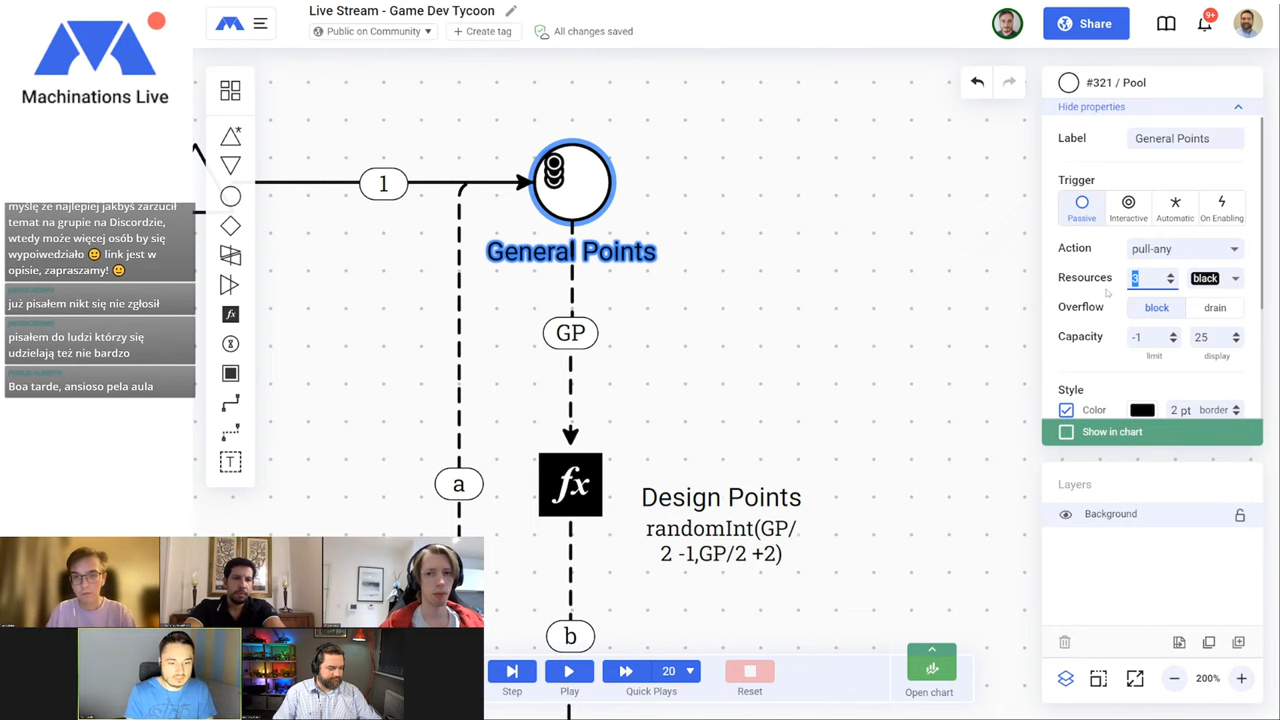 Machinations Live
Live Stream - Game Dev Tycoon
Public on Community
+ Create tag
All changes saved
Share
9+
#321 / Pool
Hide properties
Label
General Points
Trigger
Passive
Interactive
Automatic
On Enabling
Action
pull-any
Resources
3
black
Overflow
block
drain
Capacity
-1
25
limit
display
Style
Color
2 pt
border
Show in chart
Layers
Background
200%
1
General Points
GP
a
fx
Design Points
randomInt(GP/
2 -1,GP/2 +2)
b
fx
T
myślę że najlepiej jakbyś zarzucił
temat na grupie na Discordzie,
wtedy może więcej osób by się
wypoiwedziało 🙂 link jest w
opisie, zapraszamy! 🙂
już pisałem nikt się nie zgłosił
pisałem do ludzi którzy się
udzielają też nie bardzo
Boa tarde, ansioso pela aula
Step
Play
20
Quick Plays
Reset
Open chart